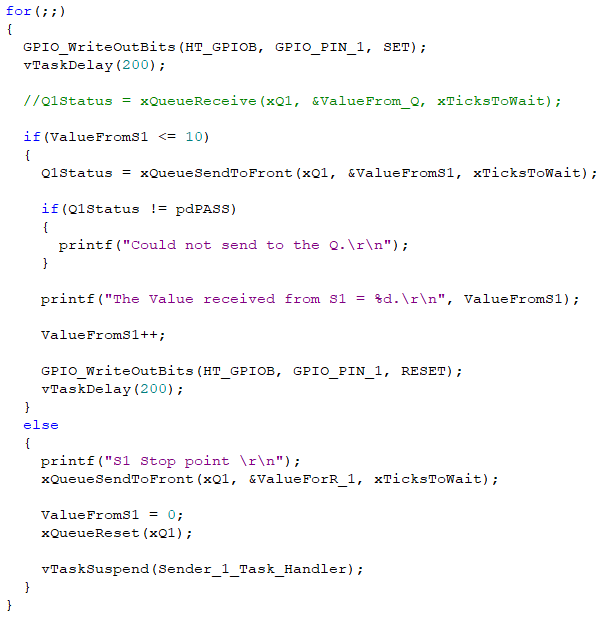 for(;;)
{
  GPIO_WriteOutBits(HT_GPIOB, GPIO_PIN_1, SET);
  vTaskDelay(200);

  //Q1Status = xQueueReceive(xQ1, &ValueFrom_Q, xTicksToWait);

  if(ValueFromS1 <= 10)
  {
    Q1Status = xQueueSendToFront(xQ1, &ValueFromS1, xTicksToWait);

    if(Q1Status != pdPASS)
    {
      printf("Could not send to the Q.\r\n");
    }

    printf("The Value received from S1 = %d.\r\n", ValueFromS1);

    ValueFromS1++;

    GPIO_WriteOutBits(HT_GPIOB, GPIO_PIN_1, RESET);
    vTaskDelay(200);
  }
  else
  {
    printf("S1 Stop point \r\n");
    xQueueSendToFront(xQ1, &ValueForR_1, xTicksToWait);

    ValueFromS1 = 0;
    xQueueReset(xQ1);

    vTaskSuspend(Sender_1_Task_Handler);
  }
}